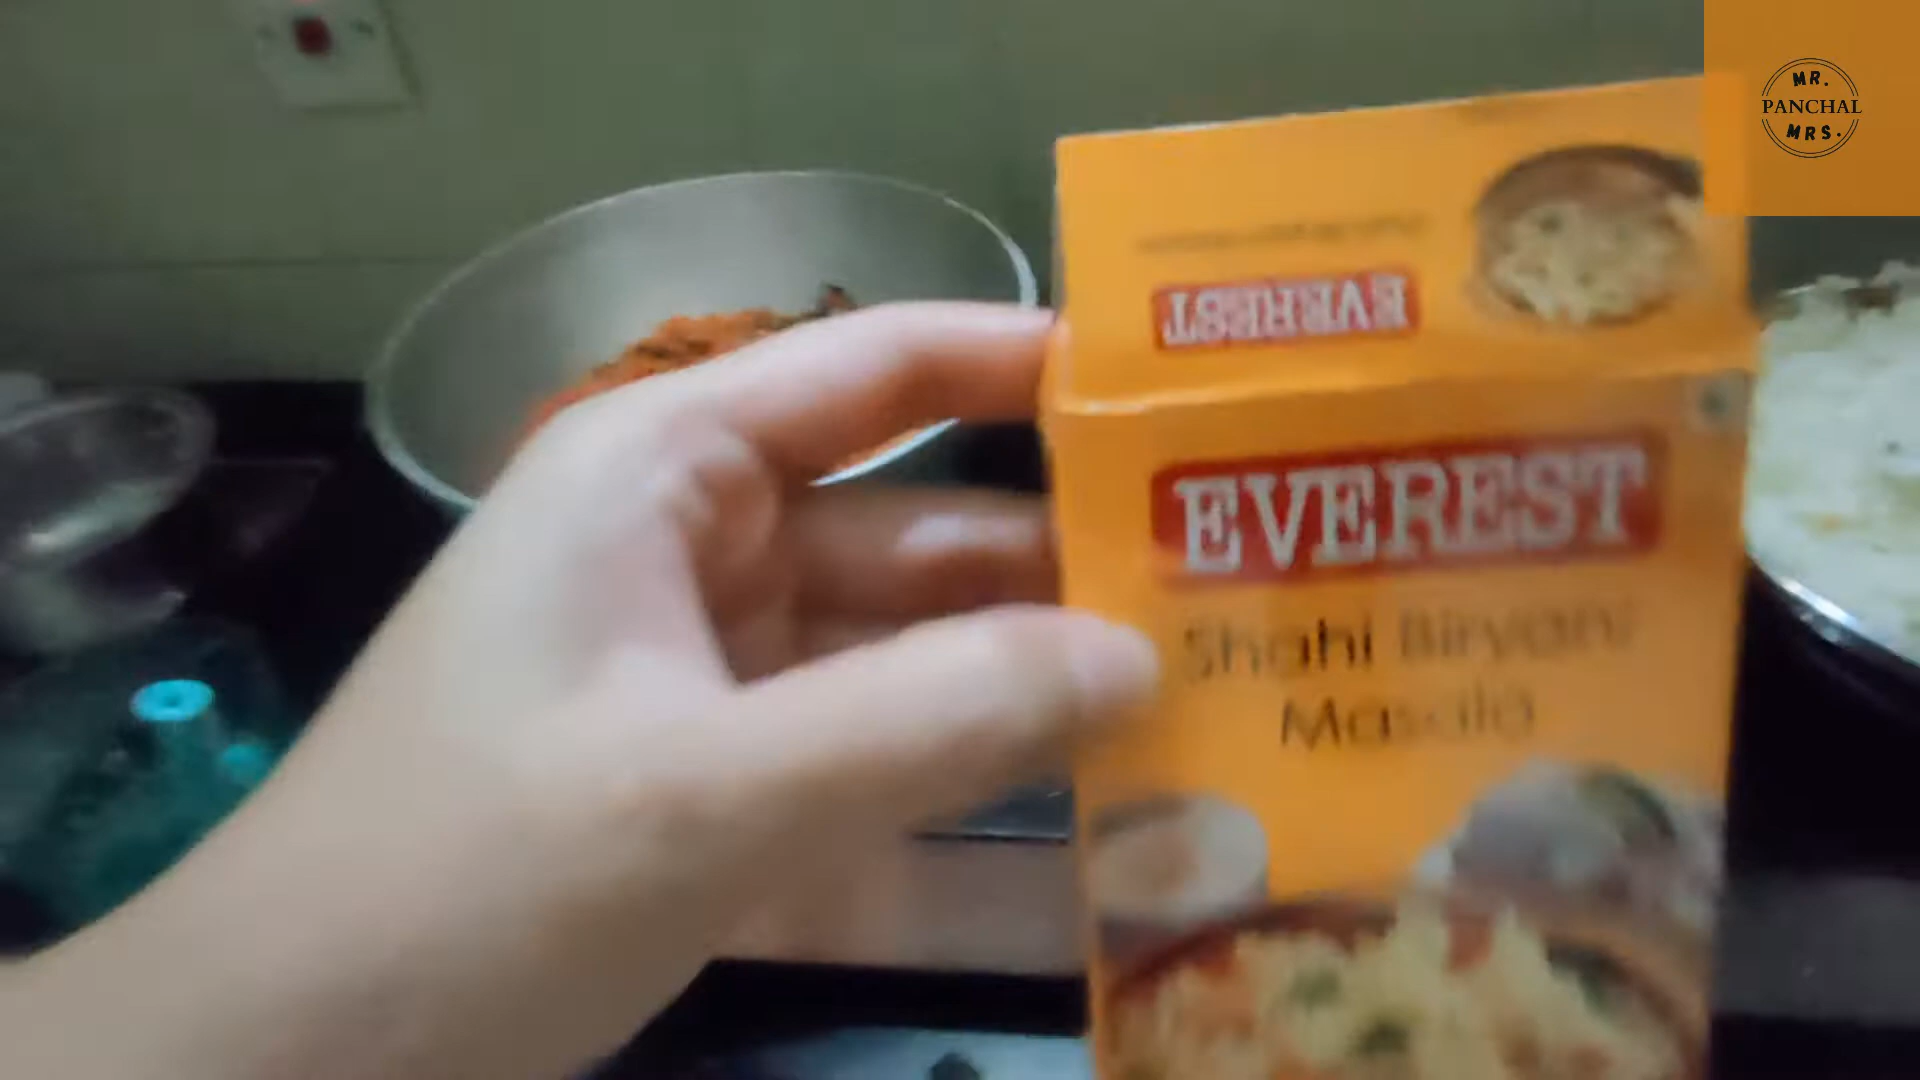 MR.
PANCHAL
MRS.
EVEREST
EVEREST
Shahi Biryani
Masala